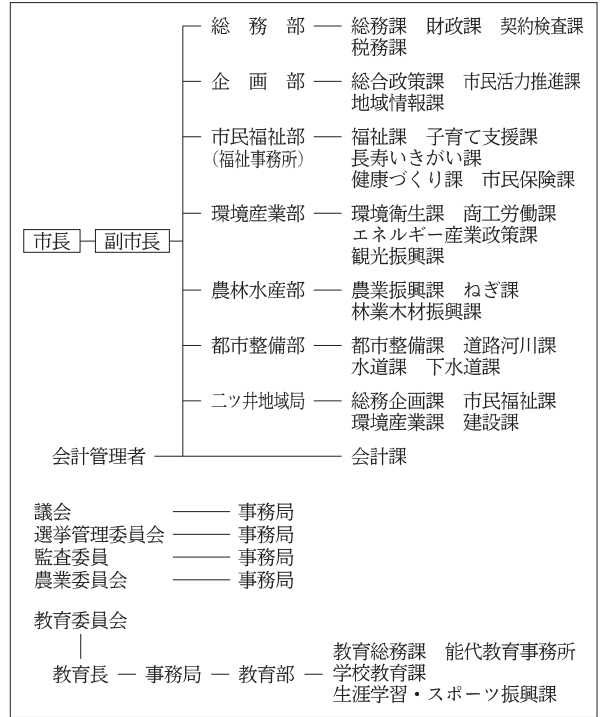 総務部 総務課 財政課 契約検査課
税務課
企画部 総合政策課 市民活力推進課
地域情報課
市民福祉部 福祉課 子育て支援課
(福祉事務所) 長寿いきがい課
健康づくり課 市民保険課
環境産業部 環境衛生課 商工労働課
市長 副市長 エネルギー産業政策課
観光振興課
農林水産部 農業振興課 ねぎ課
林業木材振興課
都市整備部 都市整備課 道路河川課
水道課 下水道課
二ツ井地域局 総務企画課 市民福祉課
環境産業課 建設課
会計管理者 会計課
議会 事務局
選挙管理委員会 事務局
監査委員 事務局
農業委員会 事務局
教育委員会
教育総務課 能代教育事務所
教育長 事務局 教育部 学校教育課
生涯学習・スポーツ振興課